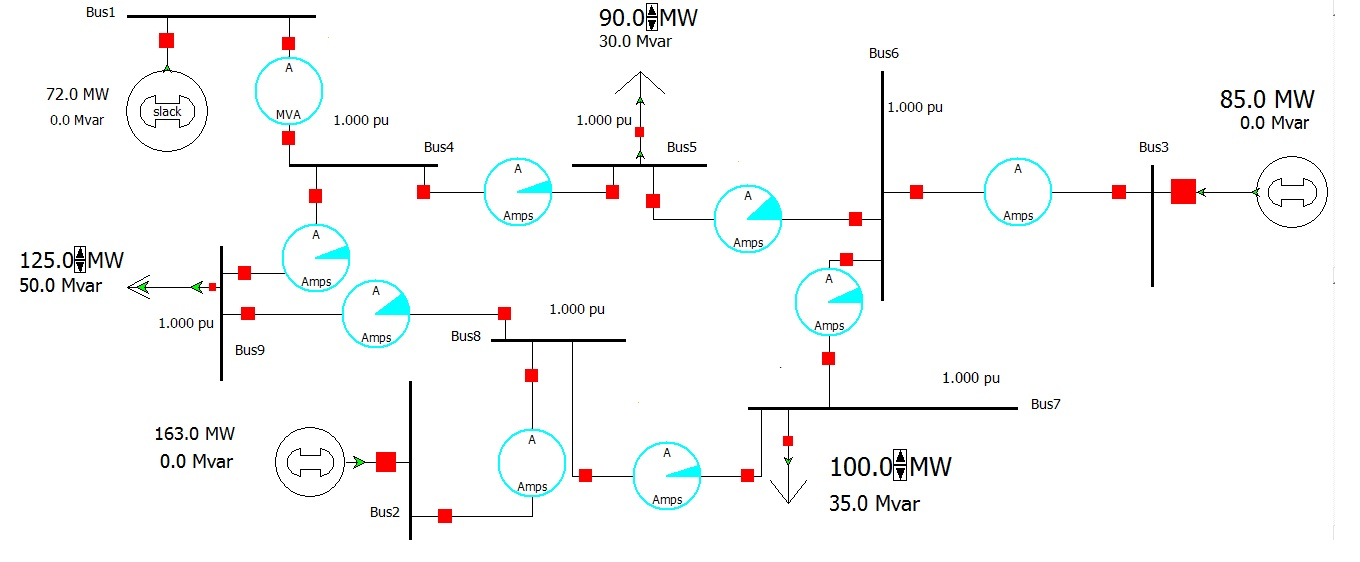 Bus1
90.0 MW
30.0 Mvar
Bus6
A
72.0 MW
0.0 Mvar
slack
MVA
1.000 pu
1.000 pu
1.000 pu
85.0 MW
0.0 Mvar
Bus4
Bus5
Bus3
A
Amps
A
Amps
A
Amps
A
Amps
125.0 MW
50.0 Mvar
1.000 pu
Bus9
A
Amps
1.000 pu
Bus8
A
Amps
1.000 pu
Bus7
163.0 MW
0.0 Mvar
Bus2
A
Amps
A
Amps
100.0 MW
35.0 Mvar